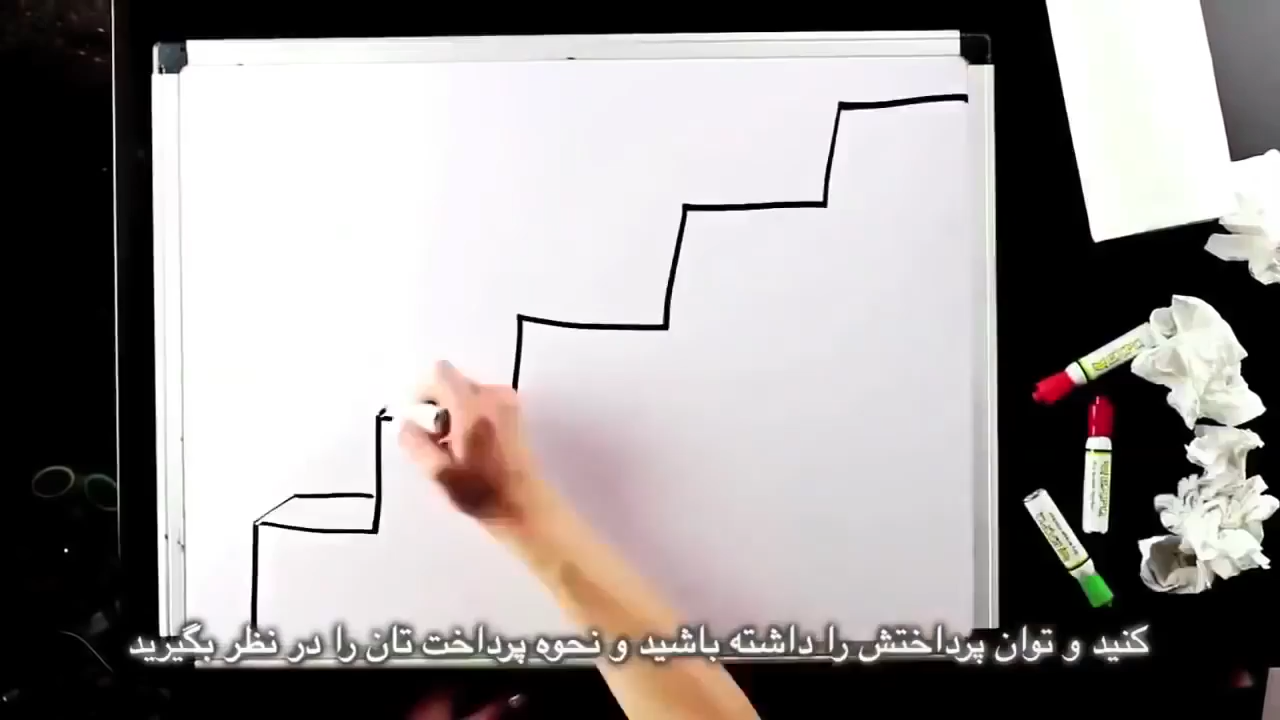 کنید و توان پرداختش را داشته باشید و نحوه پرداخت تان را در نظر بگیرید